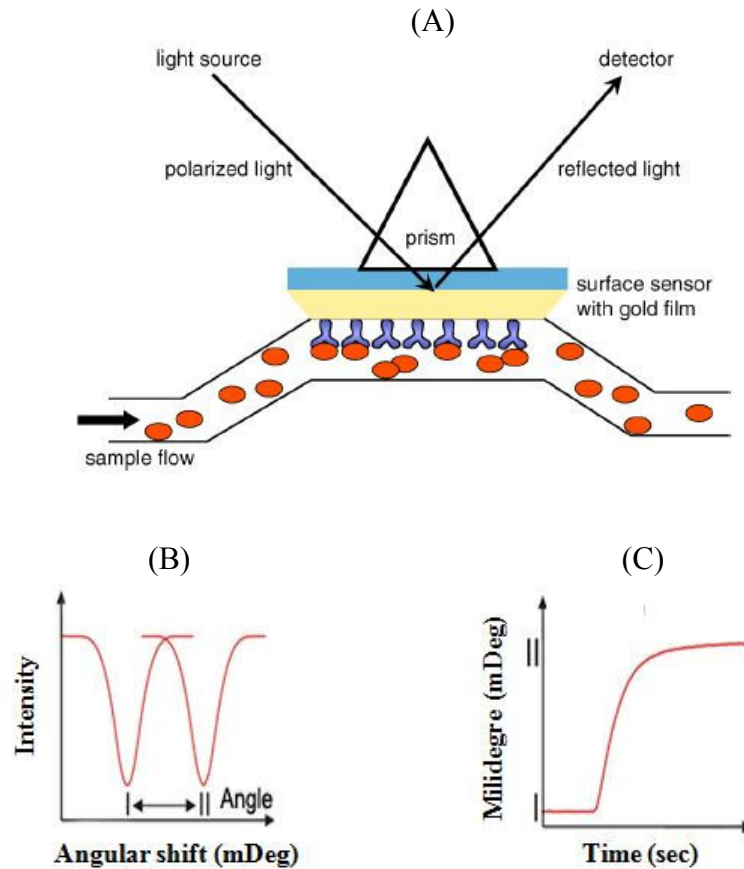 (A)
light source
detector
polarized light
reflected light
prism
surface sensor
with gold film
sample flow
(B)
Intensity
I
II
Angle
Angular shift (mDeg)
(C)
Milidegre (mDeg)
II
I
Time (sec)